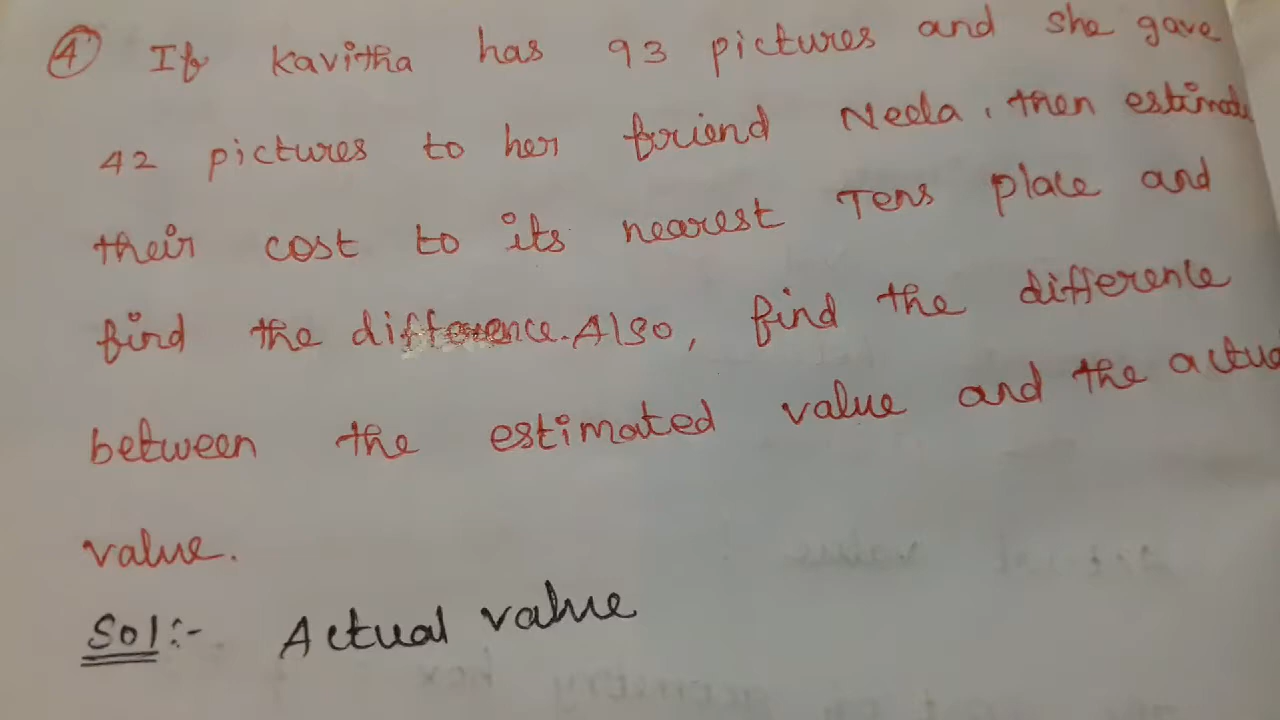 4 If Kavitha has 93 pictures and she gave
42 pictures to her friend Neela, then estimate
their cost to its nearest Tens place and
find the difference. Also, find the difference
between the estimated value and the actua
value.
Sol:- Actual value